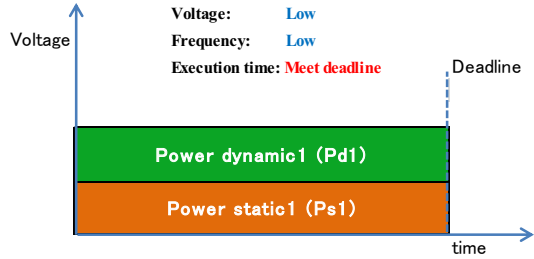 Voltage: Low
Frequency: Low
Execution time: Meet deadline
Voltage
Deadline
Power dynamic1 (Pd1)
Power static1 (Ps1)
time